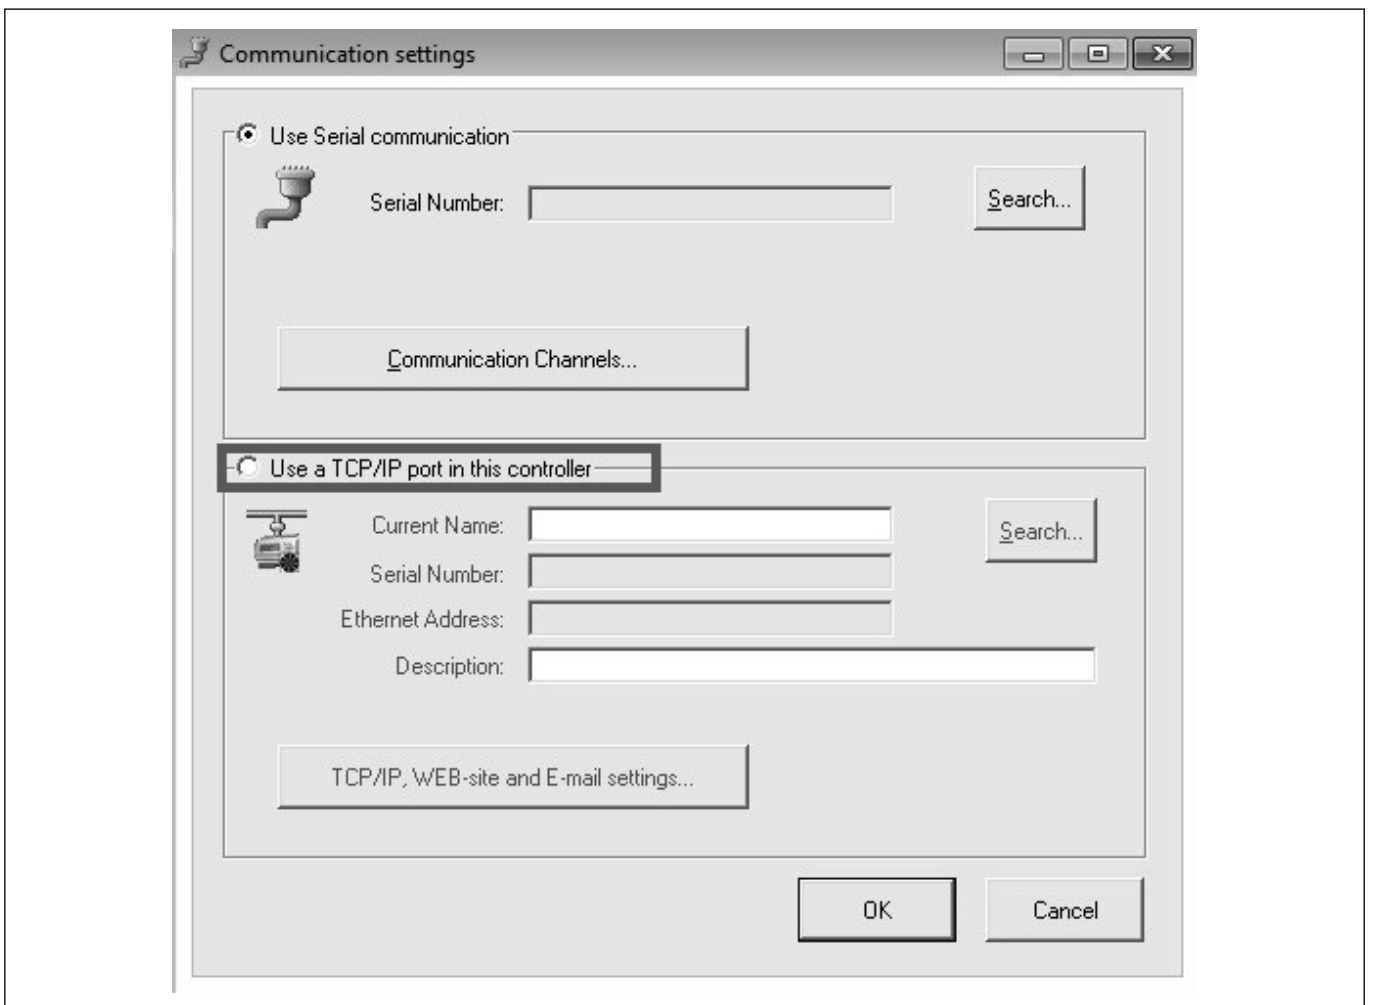 Communication settings
Use Serial communication
Serial Number:
Search...
Communication Channels...
Use a TCP/IP port in this controller
Current Name:
Search...
Serial Number:
Ethernet Address:
Description:
TCP/IP, WEB-site and E-mail settings...
OK
Cancel